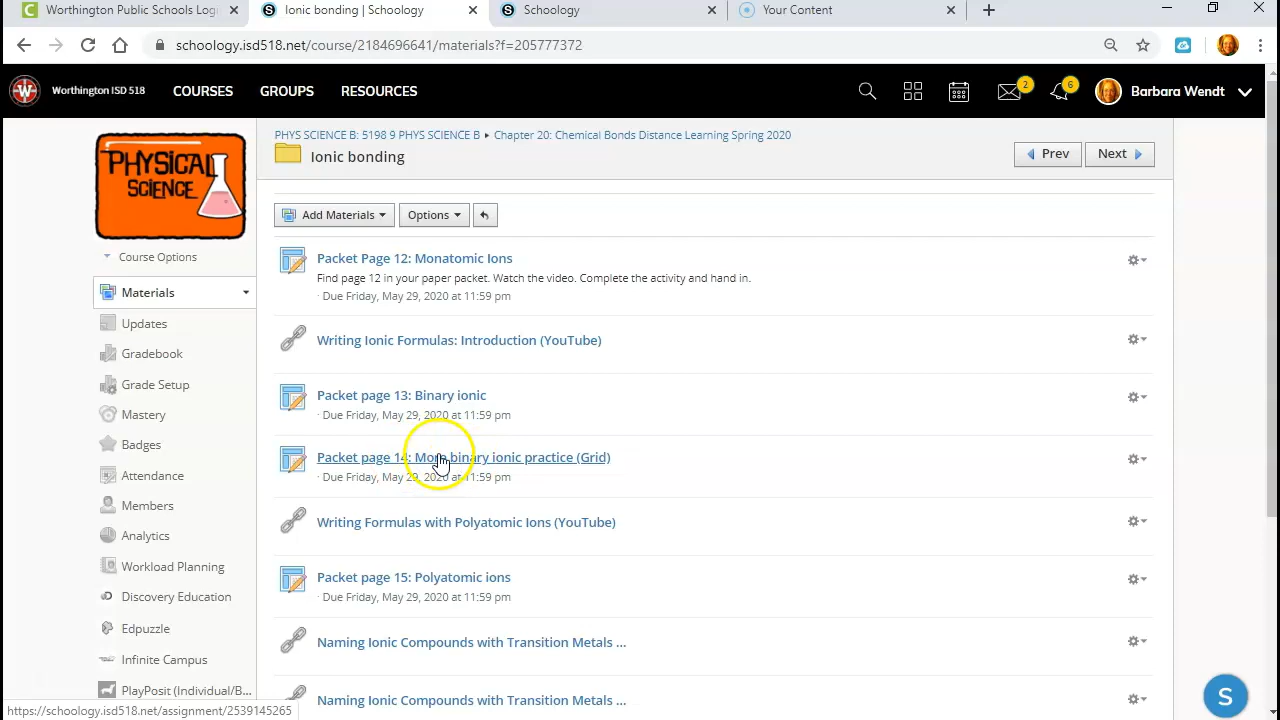 Worthington Public Schools Logi
Ionic bonding | Schoology
Schoology
Your Content
schoology.isd518.net/course/2184696641/materials?f=205777372
Worthington ISD 518
COURSES
GROUPS
RESOURCES
2
6
Barbara Wendt
PHYSICAL
SCIENCE
Course Options
Materials
Updates
Gradebook
Grade Setup
Mastery
Badges
Attendance
Members
Analytics
Workload Planning
Discovery Education
Edpuzzle
Infinite Campus
PlayPosit (Individual/B...
PHYS SCIENCE B: 5198 9 PHYS SCIENCE B ▸ Chapter 20: Chemical Bonds Distance Learning Spring 2020
Ionic bonding
Prev
Next
Add Materials
Options
Packet Page 12: Monatomic Ions
Find page 12 in your paper packet. Watch the video. Complete the activity and hand in.
· Due Friday, May 29, 2020 at 11:59 pm
Writing Ionic Formulas: Introduction (YouTube)
Packet page 13: Binary ionic
· Due Friday, May 29, 2020 at 11:59 pm
Packet page 14: More binary ionic practice (Grid)
· Due Friday, May 29, 2020 at 11:59 pm
Writing Formulas with Polyatomic Ions (YouTube)
Packet page 15: Polyatomic ions
· Due Friday, May 29, 2020 at 11:59 pm
Naming Ionic Compounds with Transition Metals ...
Naming Ionic Compounds with Transition Metals ...
S
https://schoology.isd518.net/assignment/2539145265